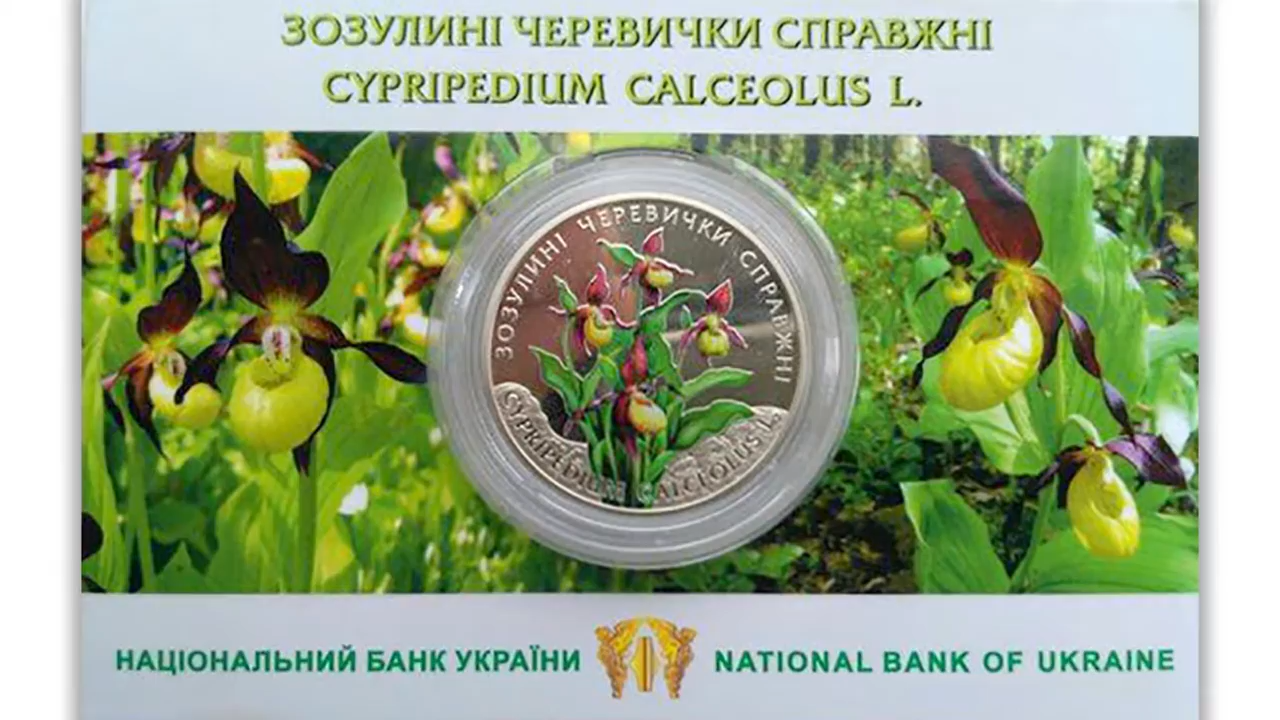 ЗОЗУЛИНІ ЧЕРЕВИЧКИ СПРАВЖНІ
CYPRIPEDIUM CALCEOLUS L.
ЗОЗУЛИНІ ЧЕРЕВИЧКИ СПРАВЖНІ
CYPRIPEDIUM CALCEOLUS L.
НАЦІОНАЛЬНИЙ БАНК УКРАЇНИ
NATIONAL BANK OF UKRAINE